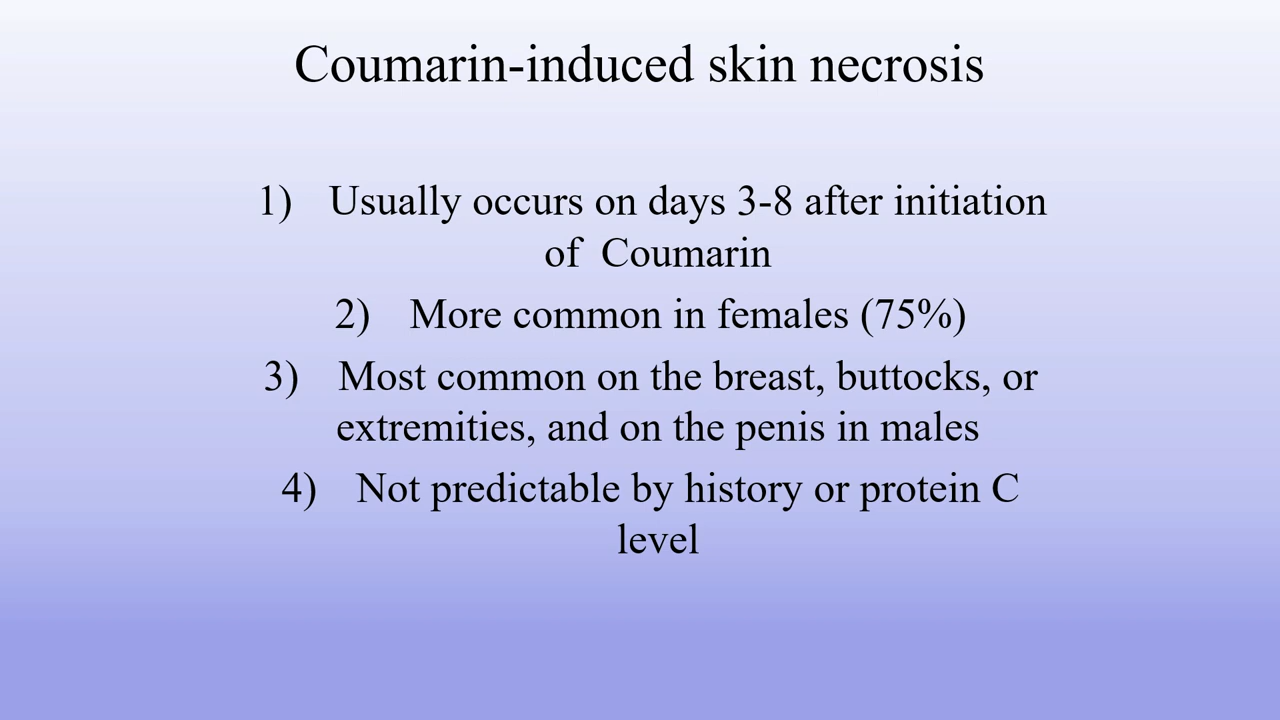 Coumarin-induced skin necrosis
1) Usually occurs on days 3-8 after initiation
of Coumarin
2) More common in females (75%)
3) Most common on the breast, buttocks, or
extremities, and on the penis in males
4) Not predictable by history or protein C
level